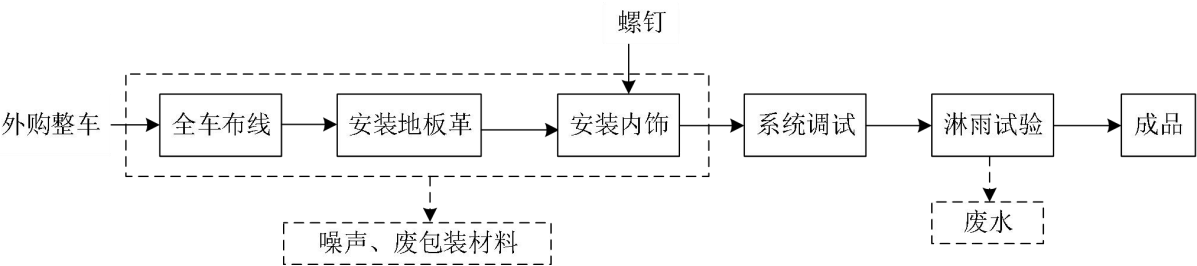 螺钉
外购整车
全车布线
安装地板革
安装内饰
系统调试
淋雨试验
成品
噪声、废包装材料
废水